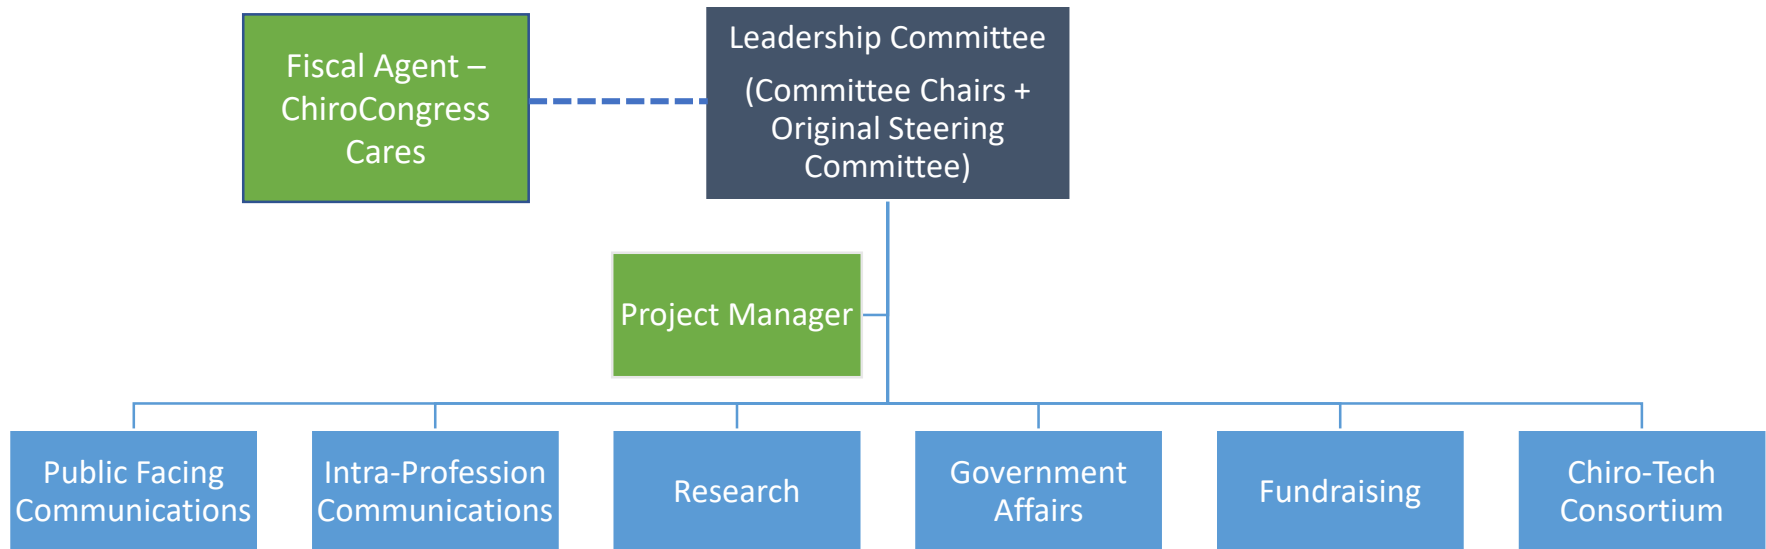 Fiscal Agent –
ChiroCongress
Cares
Leadership Committee
(Committee Chairs +
Original Steering
Committee)
Project Manager
Public Facing
Communications
Intra-Profession
Communications
Research
Government
Affairs
Fundraising
Chiro-Tech
Consortium